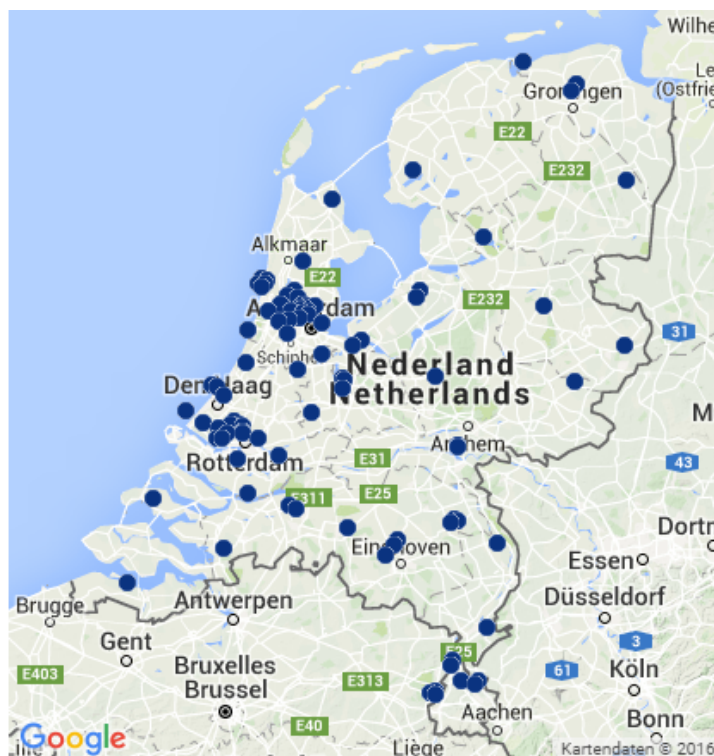 Wilhe
Groningen
(Ostfrie
E22
E232
Alkmaar
E22
Amsterdam
E232
31
Schiphol
Nederland
Netherlands
Den Haag
M
Arnhem
E31
43
Rotterdam
E25
E311
Dortm
Eindhoven
Essen
Brugge
Antwerpen
Düsseldorf
Gent
3
E25
E403
Bruxelles
Brussel
E313
61
Köln
Aachen
E40
Bonn
Google
Liège
Kartendaten © 2016